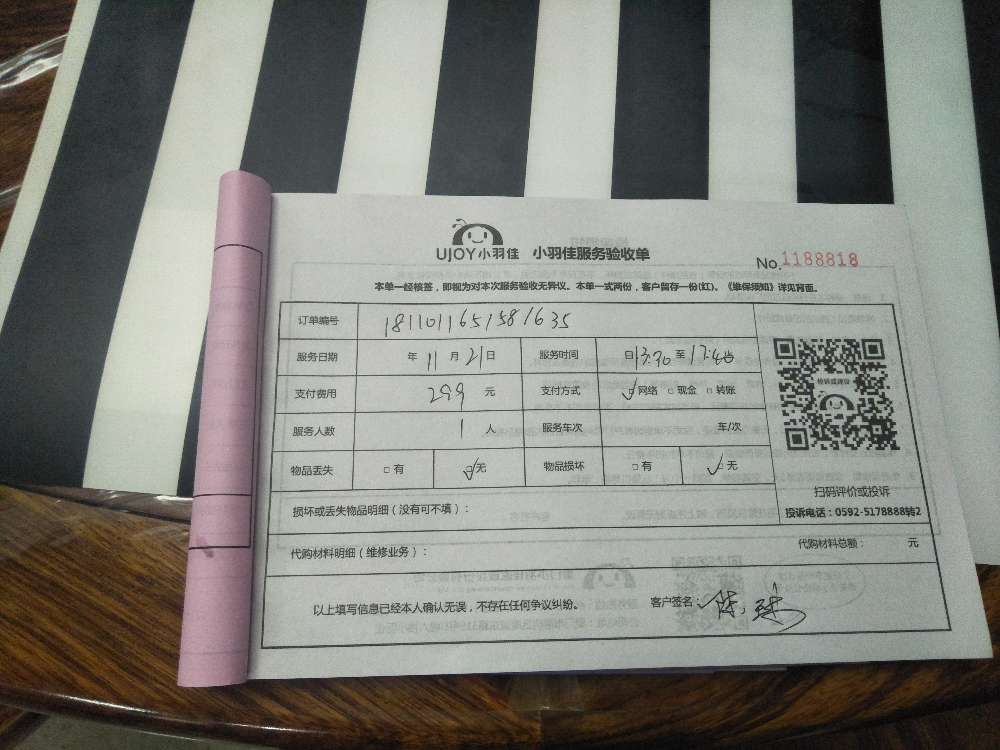 UJOY小羽佳 小羽佳服务验收单
No.1188818
本单一经核签，即视为对本次服务验收无异议。本单一式两份，客户留存一份(红)。《维保须知》详见背面。
订单编号 1811011651581635
服务日期 年 11 月 21 日 服务时间 日 至
支付费用 299 元 支付方式 ☑网络 □现金 □转账
服务人数 1 人 服务车次 车/次
物品丢失 □有 ☑无 物品损坏 □有 ☑无
扫码评价或投诉
投诉电话：0592-5178888转2
损坏或丢失物品明细（没有可不填）：
代购材料明细（维修业务）： 代购材料总额： 元
以上填写信息已经本人确认无误，不存在任何争议纠纷。 客户签名：